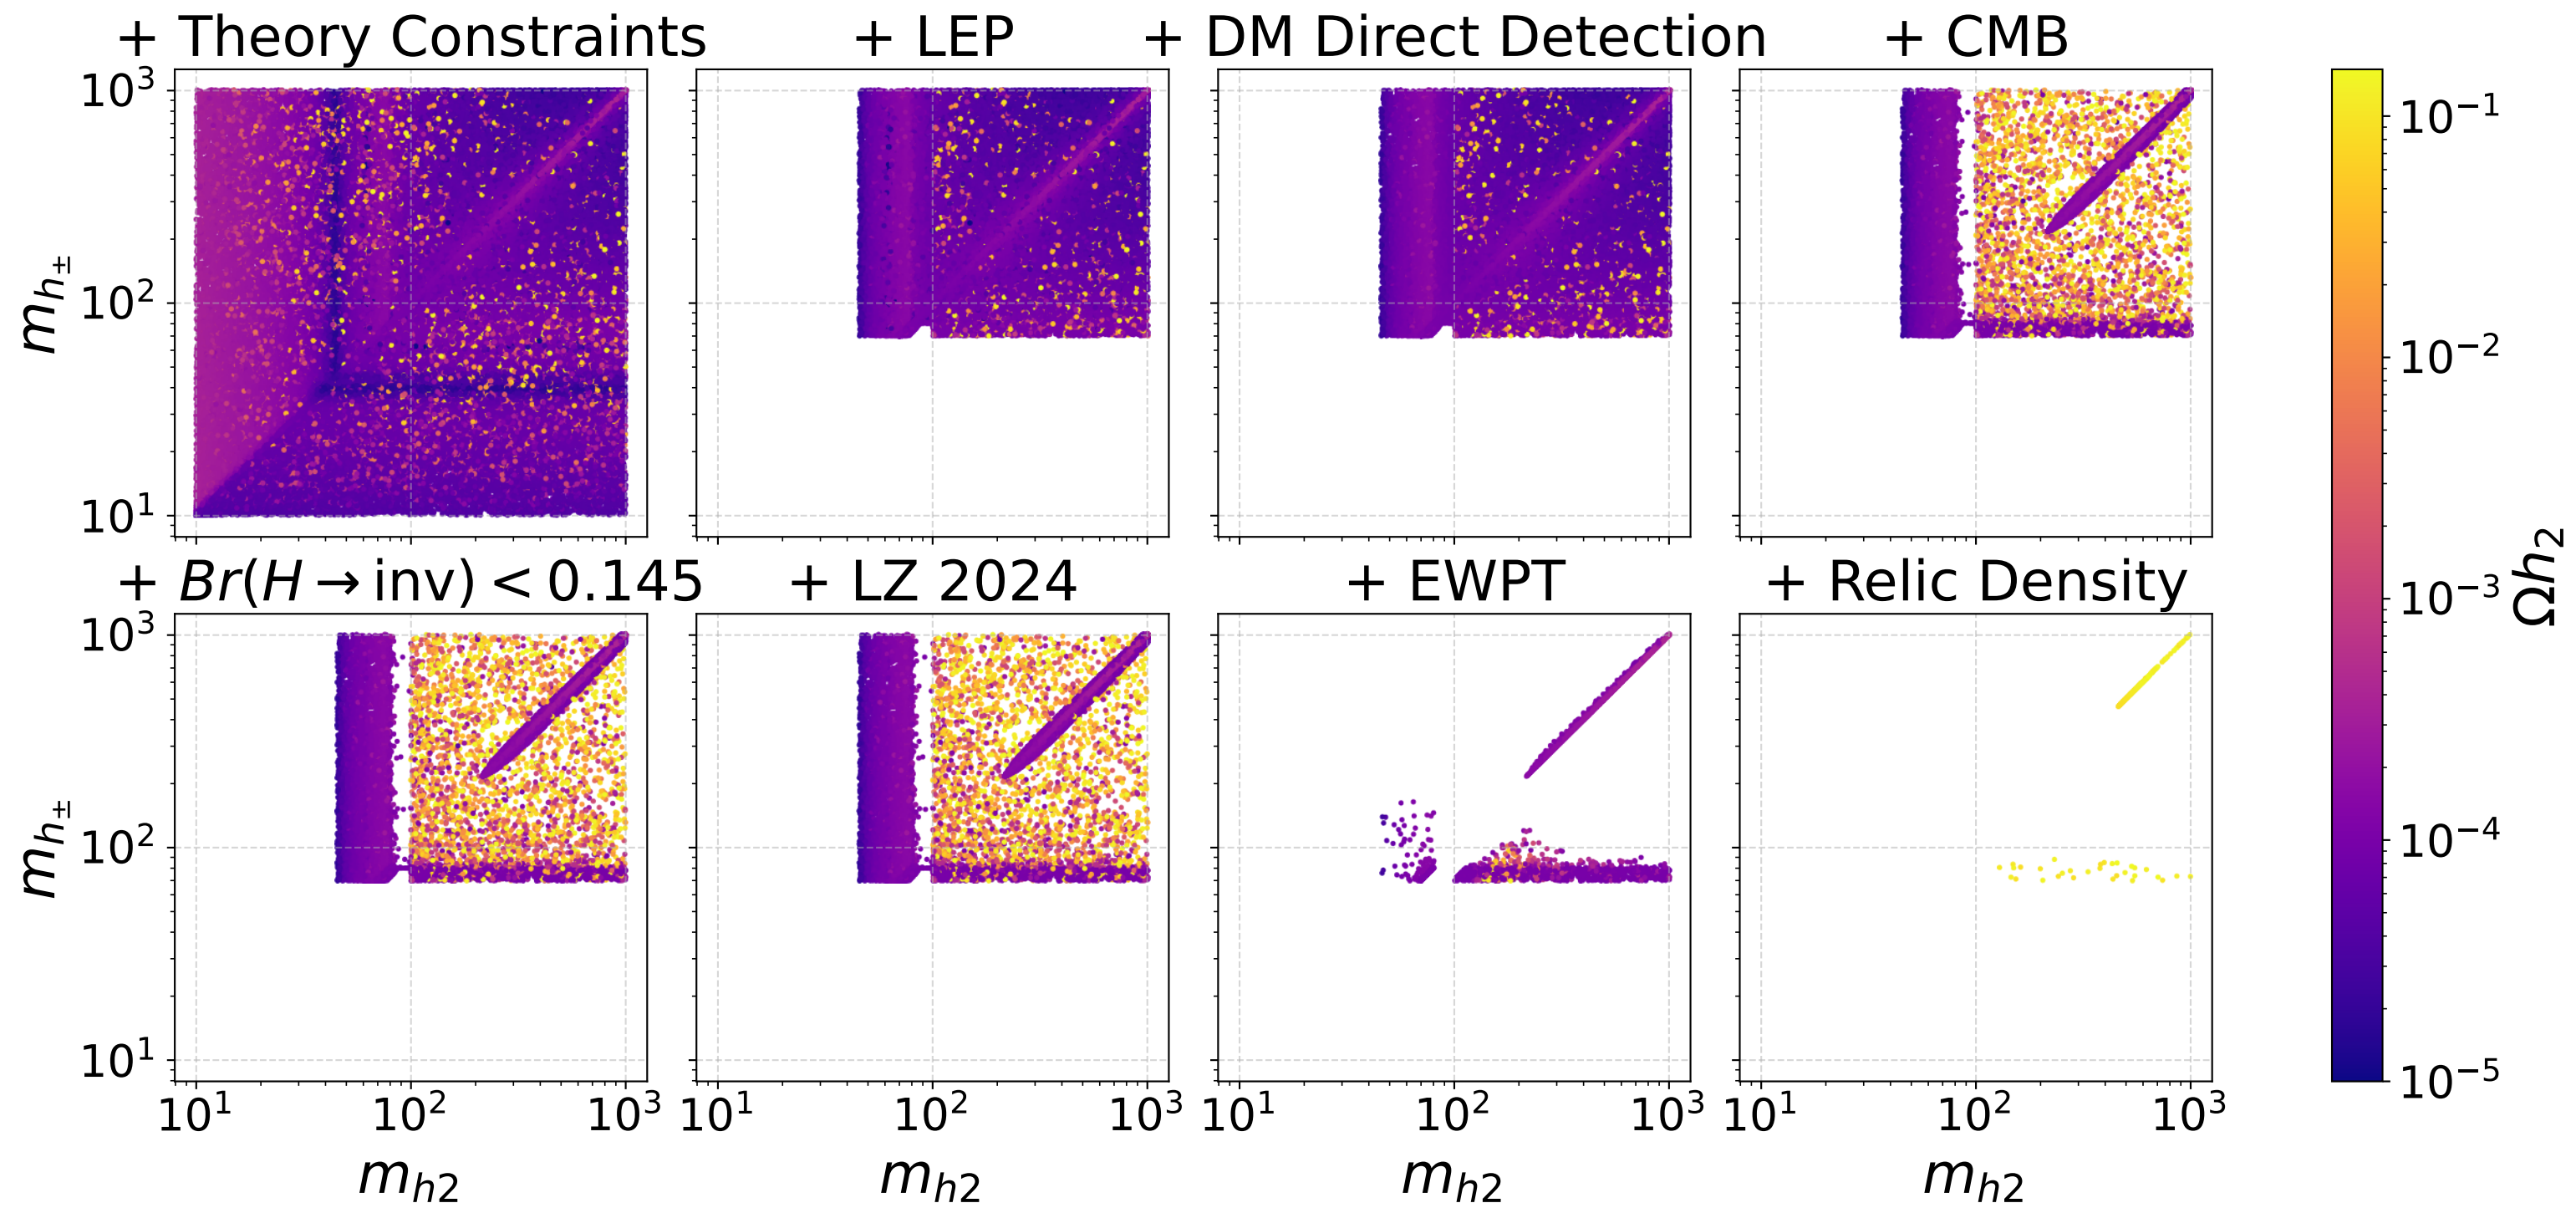 + Theory Constraints
+ LEP
+ DM Direct Detection
+ CMB
10³
10²
10¹
m_{h±}
+ Br(H → inv) < 0.145
+ LZ 2024
+ EWPT
+ Relic Density
10³
10²
10¹
m_{h±}
10¹ 10² 10³
10¹ 10² 10³
10¹ 10² 10³
10¹ 10² 10³
m_{h2}
m_{h2}
m_{h2}
m_{h2}
10⁻¹
10⁻²
10⁻³
10⁻⁴
10⁻⁵
Ωh₂